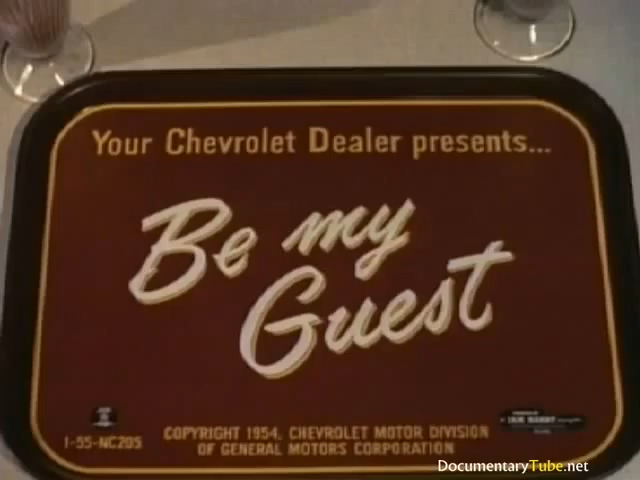 Your Chevrolet Dealer presents...
Be my
Guest
1-55-NC205
COPYRIGHT 1954, CHEVROLET MOTOR DIVISION
OF GENERAL MOTORS CORPORATION
DocumentaryTube.net